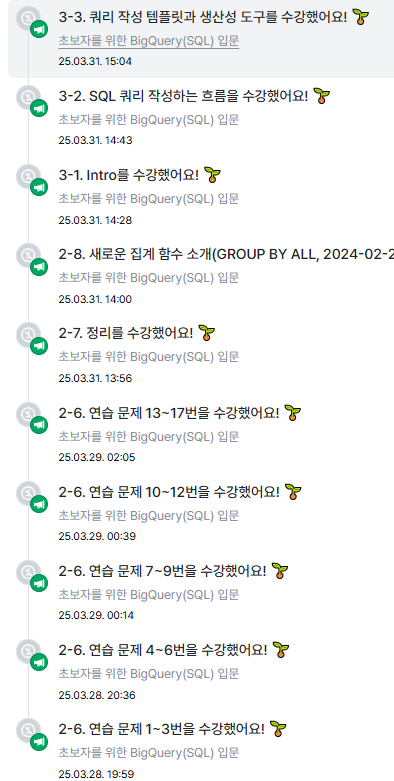 3-3. 쿼리 작성 템플릿과 생산성 도구를 수강했어요!
초보자를 위한 BigQuery(SQL) 입문
25.03.31. 15:04
3-2. SQL 쿼리 작성하는 흐름을 수강했어요!
초보자를 위한 BigQuery(SQL) 입문
25.03.31. 14:43
3-1. Intro를 수강했어요!
초보자를 위한 BigQuery(SQL) 입문
25.03.31. 14:28
2-8. 새로운 집계 함수 소개(GROUP BY ALL, 2024-02-2
초보자를 위한 BigQuery(SQL) 입문
25.03.31. 14:00
2-7. 정리를 수강했어요!
초보자를 위한 BigQuery(SQL) 입문
25.03.31. 13:56
2-6. 연습 문제 13~17번을 수강했어요!
초보자를 위한 BigQuery(SQL) 입문
25.03.29. 02:05
2-6. 연습 문제 10~12번을 수강했어요!
초보자를 위한 BigQuery(SQL) 입문
25.03.29. 00:39
2-6. 연습 문제 7~9번을 수강했어요!
초보자를 위한 BigQuery(SQL) 입문
25.03.29. 00:14
2-6. 연습 문제 4~6번을 수강했어요!
초보자를 위한 BigQuery(SQL) 입문
25.03.28. 20:36
2-6. 연습 문제 1~3번을 수강했어요!
초보자를 위한 BigQuery(SQL) 입문
25.03.28. 19:59